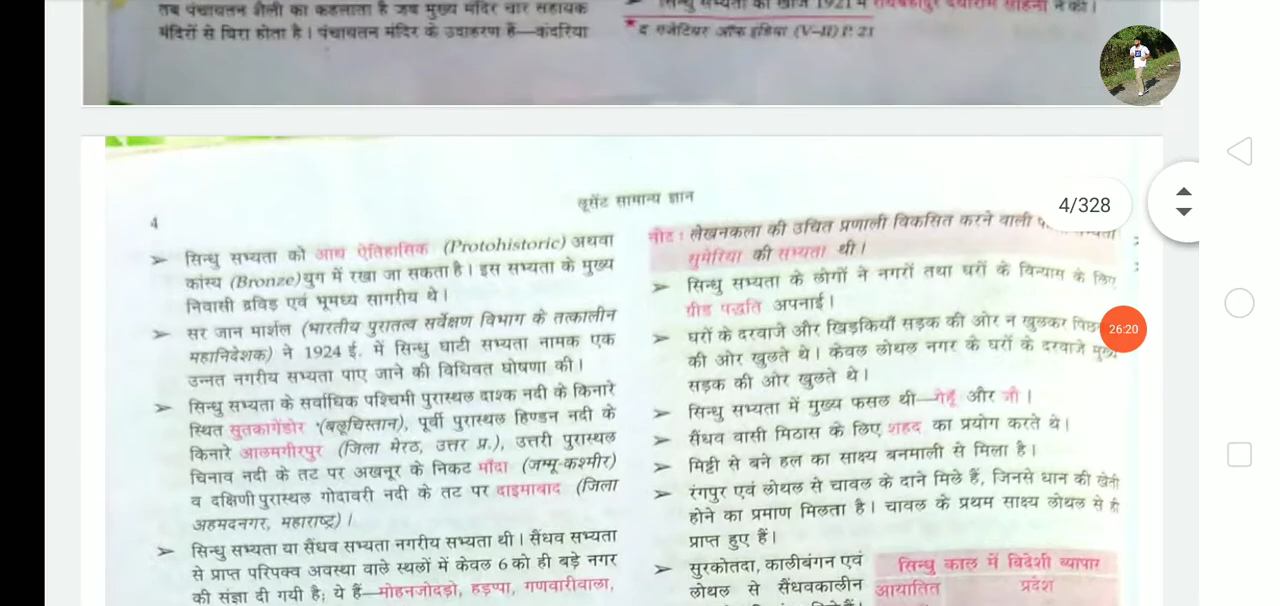 तब पंचायतन शैली का कहलाता है जब मुख्य मंदिर चार सहायक
मंदिरों से घिरा होता है। पंचायतन मंदिर के उदाहरण हैं—कंदरिया
सिन्धु सभ्यता की खोज 1921 में रायबहादुर दयाराम साहनी ने की।
* द गजेटियर ऑफ इंडिया (V-II) P. 21
4/328
26:20
लूसेंट सामान्य ज्ञान
4
➤ सिन्धु सभ्यता को आद्य ऐतिहासिक (Protohistoric) अथवा
कांस्य (Bronze) युग में रखा जा सकता है। इस सभ्यता के मुख्य
निवासी द्रविड़ एवं भूमध्य सागरीय थे।
➤ सर जान मार्शल (भारतीय पुरातत्व सर्वेक्षण विभाग के तत्कालीन
महानिदेशक) ने 1924 ई. में सिन्धु घाटी सभ्यता नामक एक
उन्नत नगरीय सभ्यता पाए जाने की विधिवत घोषणा की।
➤ सिन्धु सभ्यता के सर्वाधिक पश्चिमी पुरास्थल दाश्क नदी के किनारे
स्थित सुतकागेंडोर (बलूचिस्तान), पूर्वी पुरास्थल हिण्डन नदी के
किनारे आलमगीरपुर (जिला मेरठ, उत्तर प्र.), उत्तरी पुरास्थल
चिनाव नदी के तट पर अखनूर के निकट माँदा (जम्मू-कश्मीर)
व दक्षिणी पुरास्थल गोदावरी नदी के तट पर दाइमाबाद (जिला
अहमदनगर, महाराष्ट्र)।
➤ सिन्धु सभ्यता या सैंधव सभ्यता नगरीय सभ्यता थी। सैंधव सभ्यता
से प्राप्त परिपक्व अवस्था वाले स्थलों में केवल 6 को ही बड़े नगर
की संज्ञा दी गयी है; ये हैं—मोहनजोदड़ो, हड़प्पा, गणवारीवाला,
नोट : लेखनकला की उचित प्रणाली विकसित करने वाली
सुमेरिया की सभ्यता थी।
➤ सिन्धु सभ्यता के लोगों ने नगरों तथा घरों के विन्यास के लिए
ग्रीड पद्धति अपनाई।
➤ घरों के दरवाजे और खिड़कियाँ सड़क की ओर न खुलकर
की ओर खुलते थे। केवल लोथल नगर के घरों के दरवाजे
सड़क की ओर खुलते थे।
➤ सिन्धु सभ्यता में मुख्य फसल थी—गेहूँ और जौ।
➤ सैंधव वासी मिठास के लिए शहद का प्रयोग करते थे।
➤ मिट्टी से बने हल का साक्ष्य बनमाली से मिला है।
➤ रंगपुर एवं लोथल से चावल के दाने मिले हैं, जिनसे धान की खेती
होने का प्रमाण मिलता है। चावल के प्रथम साक्ष्य लोथल से ही
प्राप्त हुए हैं।
➤ सुरकोतदा, कालीबंगन एवं
लोथल से सैंधवकालीन
सिन्धु काल में विदेशी व्यापार
आयातित प्रदेश